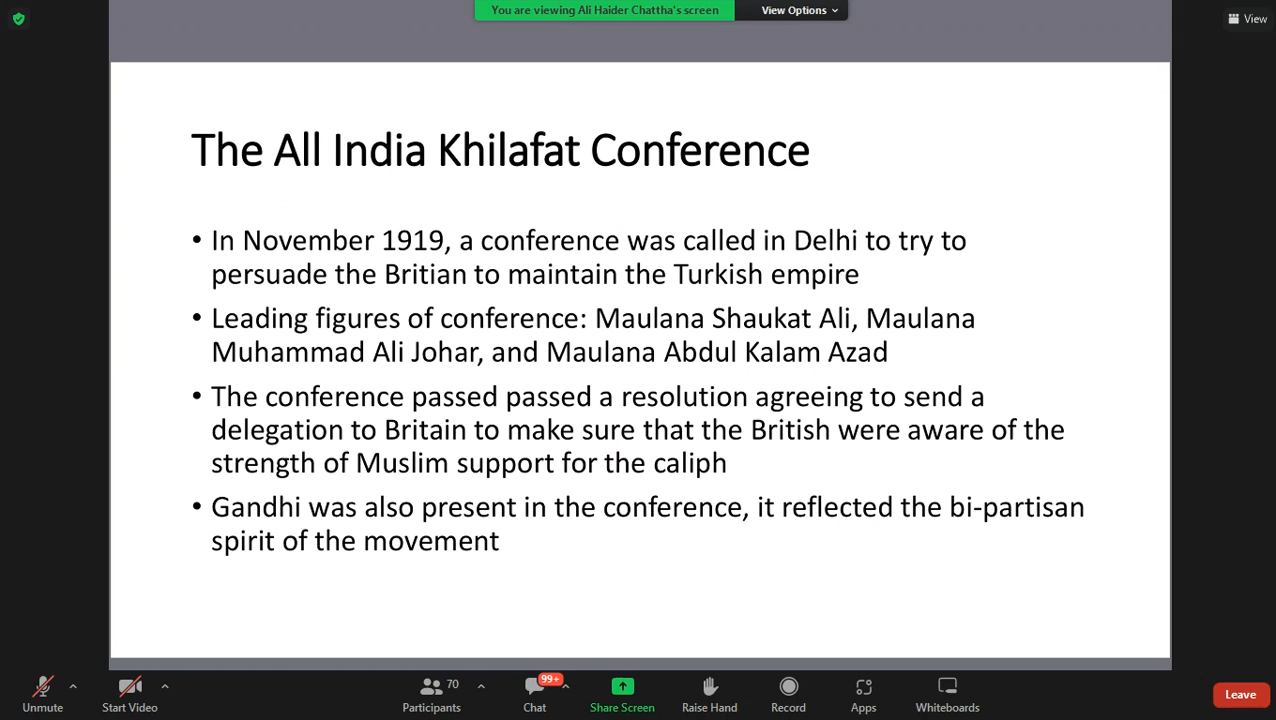 You are viewing Ali Haider Chattha's screen
View Options
View
The All India Khilafat Conference
• In November 1919, a conference was called in Delhi to try to
persuade the Britian to maintain the Turkish empire
• Leading figures of conference: Maulana Shaukat Ali, Maulana
Muhammad Ali Johar, and Maulana Abdul Kalam Azad
• The conference passed passed a resolution agreeing to send a
delegation to Britain to make sure that the British were aware of the
strength of Muslim support for the caliph
• Gandhi was also present in the conference, it reflected the bi-partisan
spirit of the movement
70
99+
Unmute
Start Video
Participants
Chat
Share Screen
Raise Hand
Record
Apps
Whiteboards
Leave